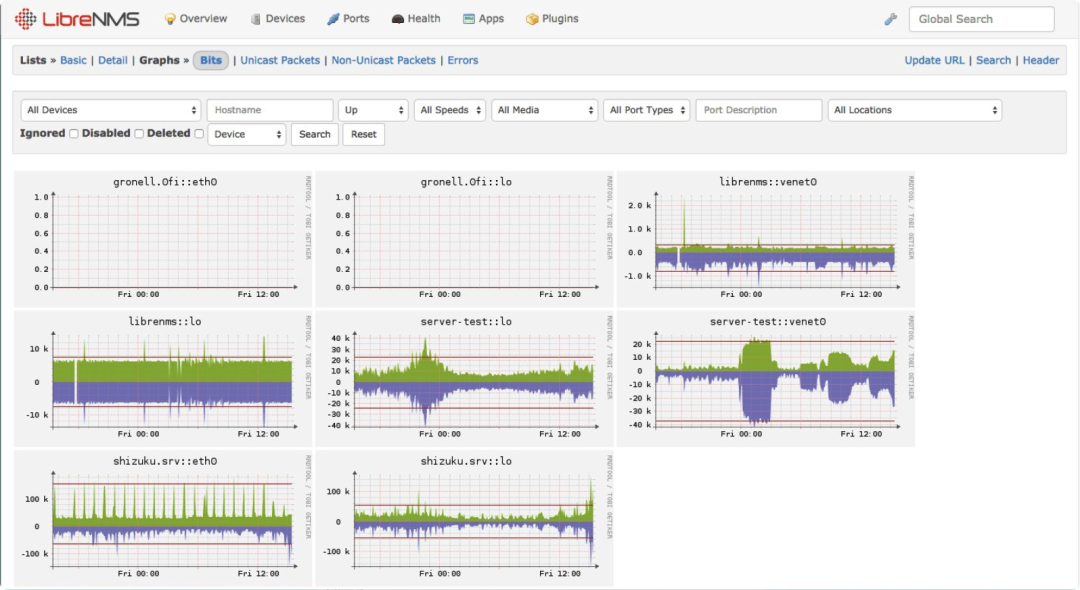 LibreNMS Overview Devices Ports Health Apps Plugins Global Search
Lists » Basic | Detail | Graphs » Bits | Unicast Packets | Non-Unicast Packets | Errors Update URL | Search | Header
All Devices Hostname Up All Speeds All Media All Port Types Port Description All Locations
Ignored Disabled Deleted Device Search Reset
gronell.Ofi::eth0
1.0
0.8
0.6
0.4
0.2
0.0
Fri 00:00 Fri 12:00
RRDTOOL / TOBI OETIKER
gronell.Ofi::lo
1.0
0.8
0.6
0.4
0.2
0.0
Fri 00:00 Fri 12:00
RRDTOOL / TOBI OETIKER
librenms::venet0
2.0 k
1.0 k
0.0
-1.0 k
Fri 00:00 Fri 12:00
RRDTOOL / TOBI OETIKER
librenms::lo
10 k
0
-10 k
Fri 00:00 Fri 12:00
RRDTOOL / TOBI OETIKER
server-test::lo
40 k
30 k
20 k
10 k
0
-10 k
-20 k
-30 k
-40 k
Fri 00:00 Fri 12:00
RRDTOOL / TOBI OETIKER
server-test::venet0
20 k
10 k
0
-10 k
-20 k
-30 k
-40 k
Fri 00:00 Fri 12:00
RRDTOOL / TOBI OETIKER
shizuku.srv::eth0
100 k
0
-100 k
Fri 00:00 Fri 12:00
RRDTOOL / TOBI OETIKER
shizuku.srv::lo
100 k
0
-100 k
Fri 00:00 Fri 12:00
RRDTOOL / TOBI OETIKER